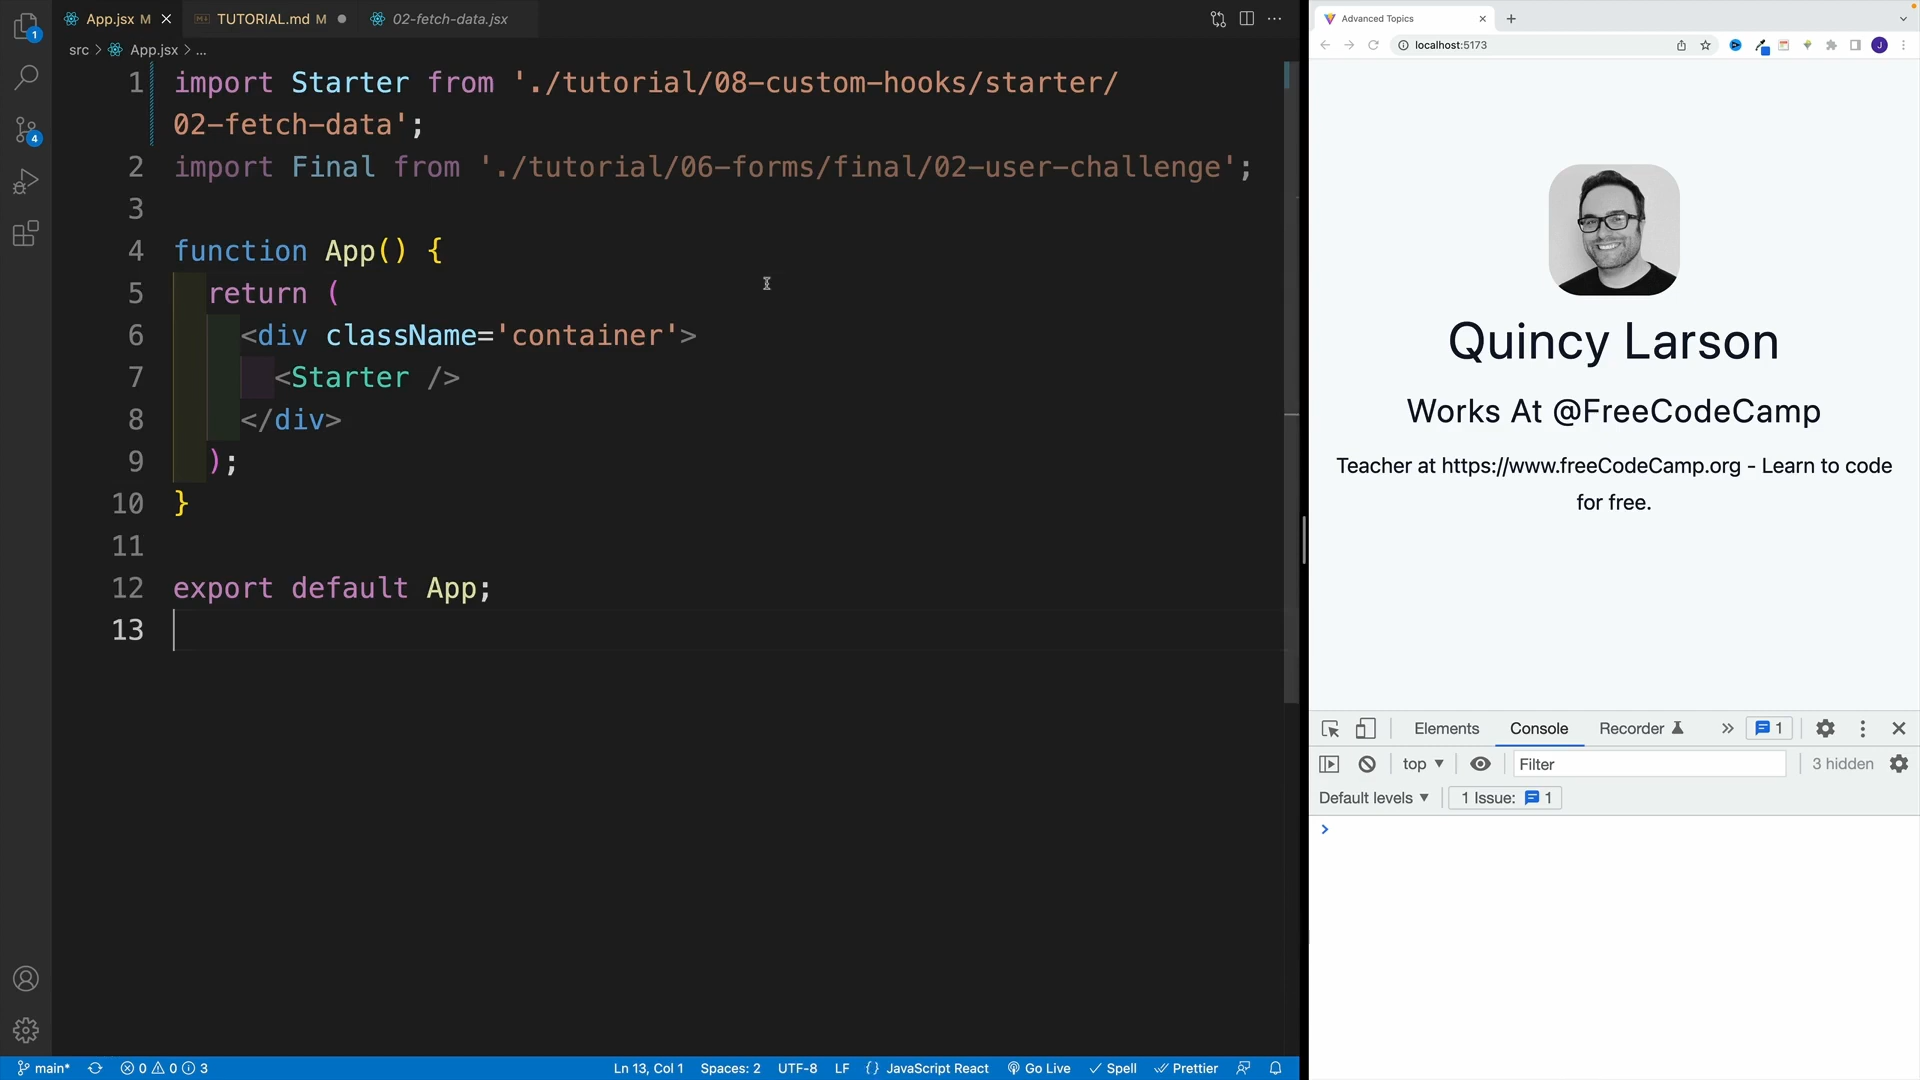 App.jsx M
TUTORIAL.md M
02-fetch-data.jsx
src > App.jsx > ...
1 import Starter from './tutorial/08-custom-hooks/starter/
02-fetch-data';
2 import Final from './tutorial/06-forms/final/02-user-challenge';
3
4 function App() {
5 return (
6 <div className='container'>
7 <Starter />
8 </div>
9 );
10 }
11
12 export default App;
13
1
4
main*
0 0 3
Ln 13, Col 1
Spaces: 2
UTF-8
LF
{} JavaScript React
Go Live
Spell
Prettier
Advanced Topics
localhost:5173
J
Quincy Larson
Works At @FreeCodeCamp
Teacher at https://www.freeCodeCamp.org - Learn to code
for free.
Elements
Console
Recorder
1
top
Filter
3 hidden
Default levels
1 Issue: 1